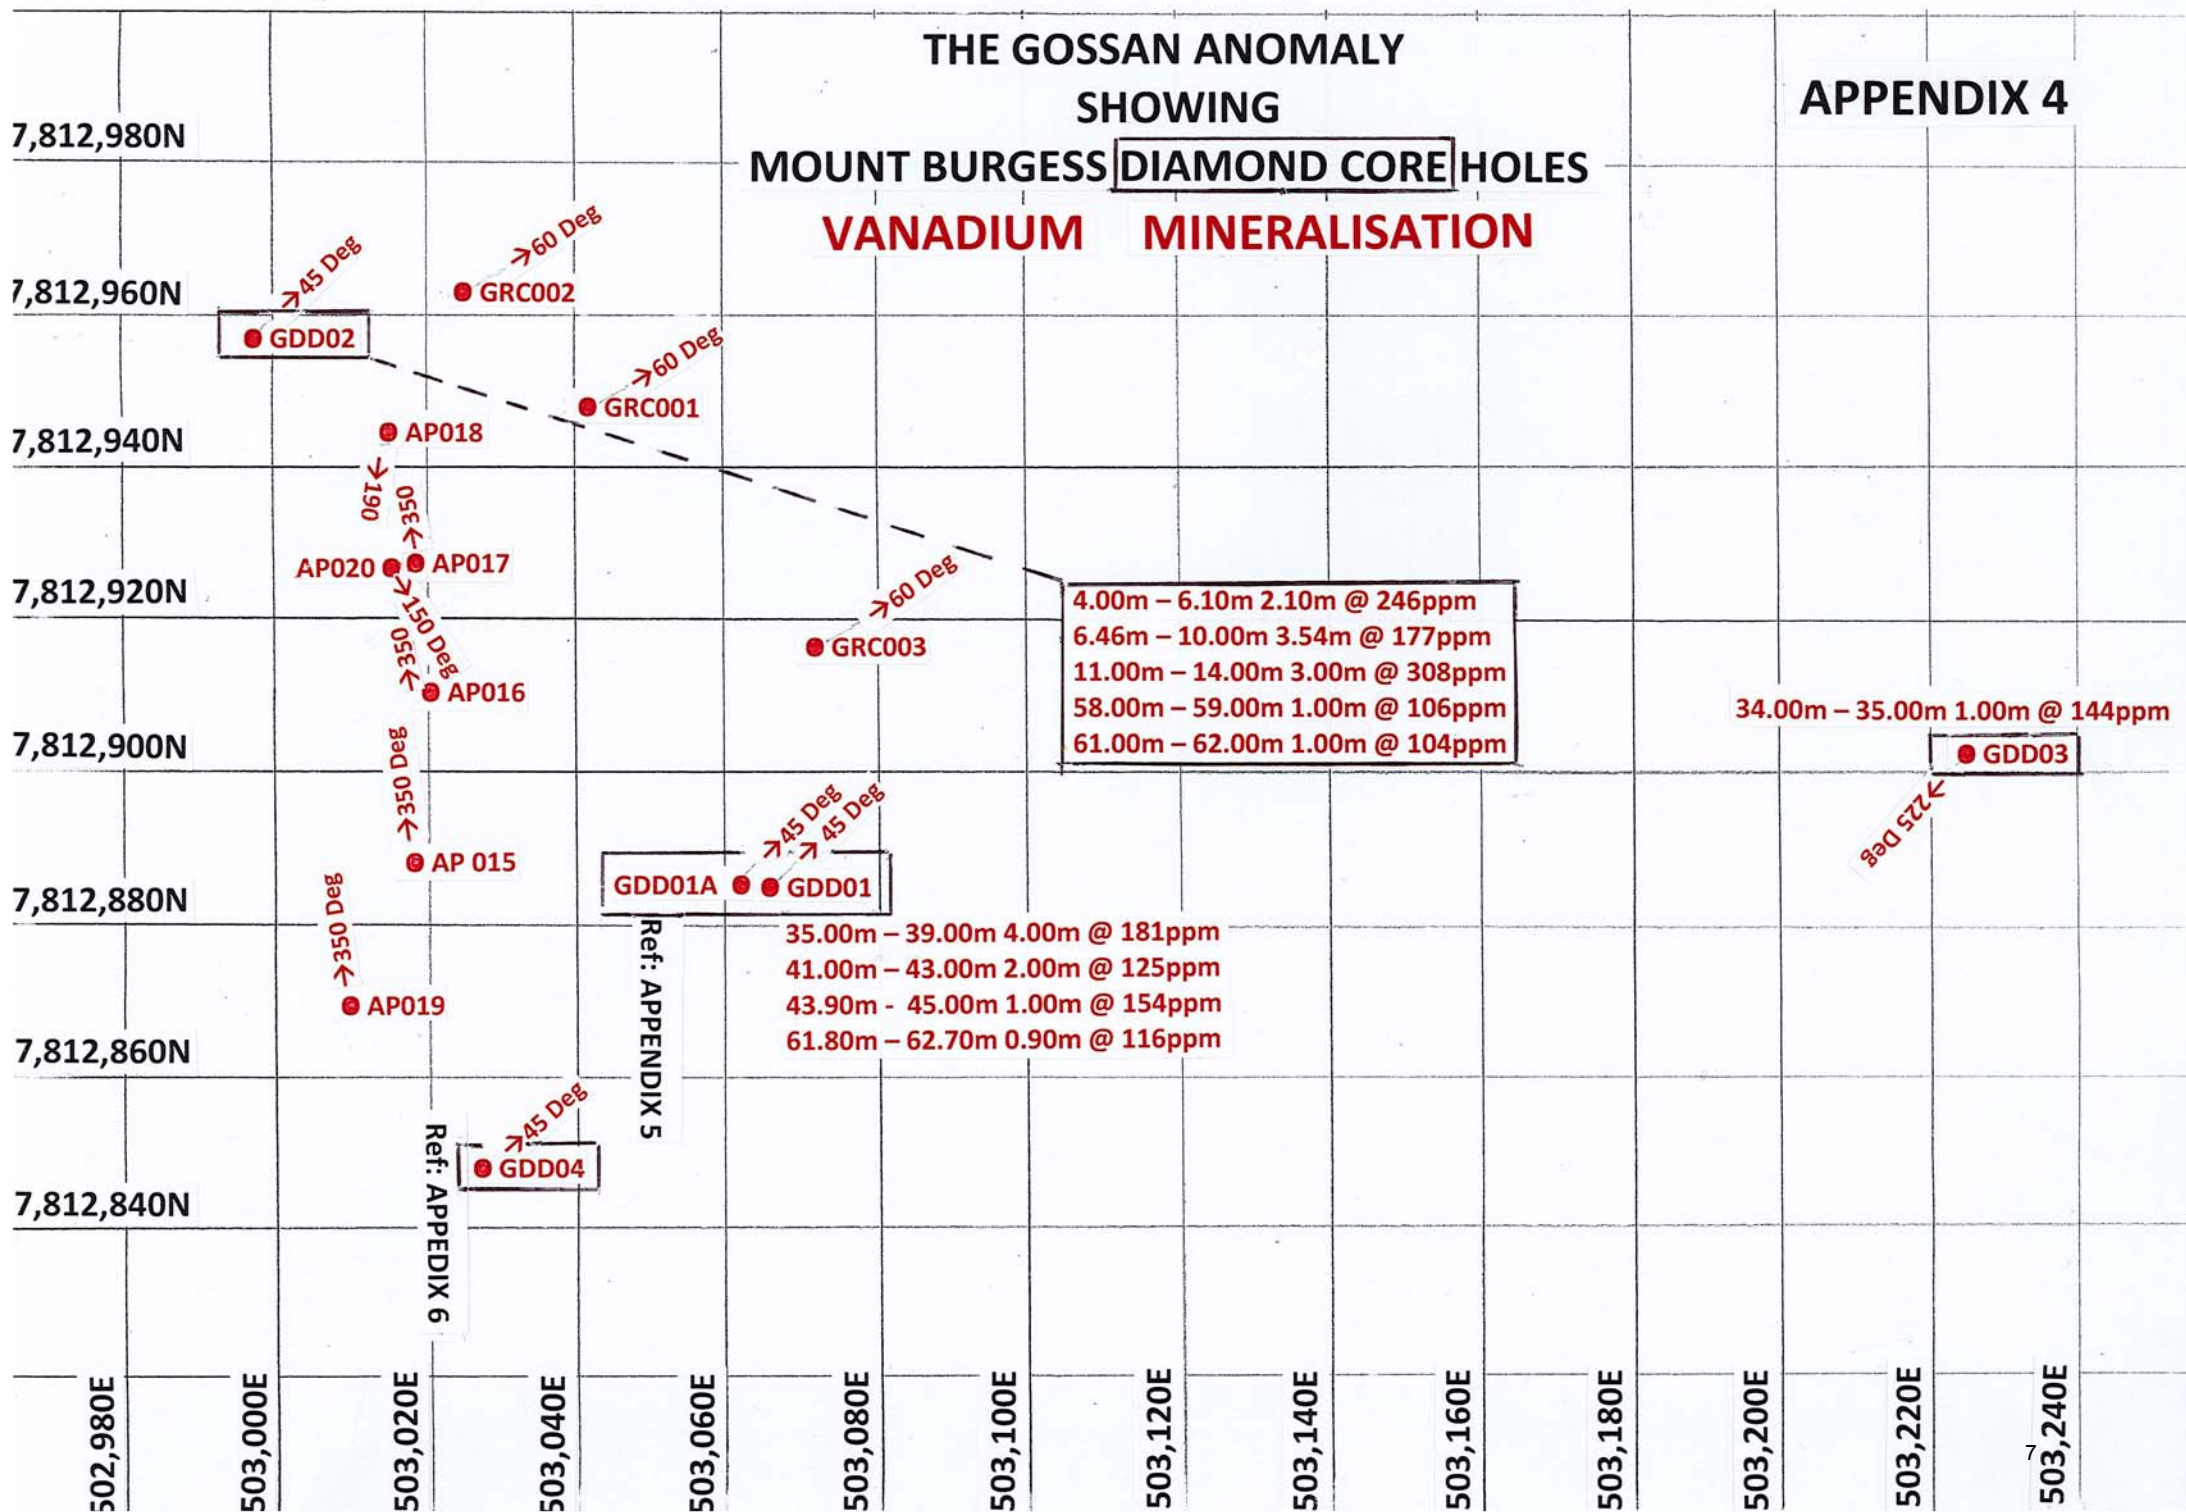 THE GOSSAN ANOMALY
SHOWING
MOUNT BURGESS DIAMOND CORE HOLES
VANADIUM MINERALISATION
APPENDIX 4
7,812,980N
7,812,960N
7,812,940N
7,812,920N
7,812,900N
7,812,880N
7,812,860N
7,812,840N
45 Deg
GDD02
60 Deg
GRC002
60 Deg
GRC001
AP018
190
350
AP020
AP017
150 Deg
350
AP016
60 Deg
GRC003
4.00m – 6.10m 2.10m @ 246ppm
6.46m – 10.00m 3.54m @ 177ppm
11.00m – 14.00m 3.00m @ 308ppm
58.00m – 59.00m 1.00m @ 106ppm
61.00m – 62.00m 1.00m @ 104ppm
34.00m – 35.00m 1.00m @ 144ppm
GDD03
225 Deg
350 Deg
AP 015
45 Deg
45 Deg
GDD01A
GDD01
35.00m – 39.00m 4.00m @ 181ppm
41.00m – 43.00m 2.00m @ 125ppm
43.90m - 45.00m 1.00m @ 154ppm
61.80m – 62.70m 0.90m @ 116ppm
Ref: APPENDIX 5
350 Deg
AP019
45 Deg
GDD04
Ref: APPEDIX 6
502,980E
503,000E
503,020E
503,040E
503,060E
503,080E
503,100E
503,120E
503,140E
503,160E
503,180E
503,200E
503,220E
503,240E
7